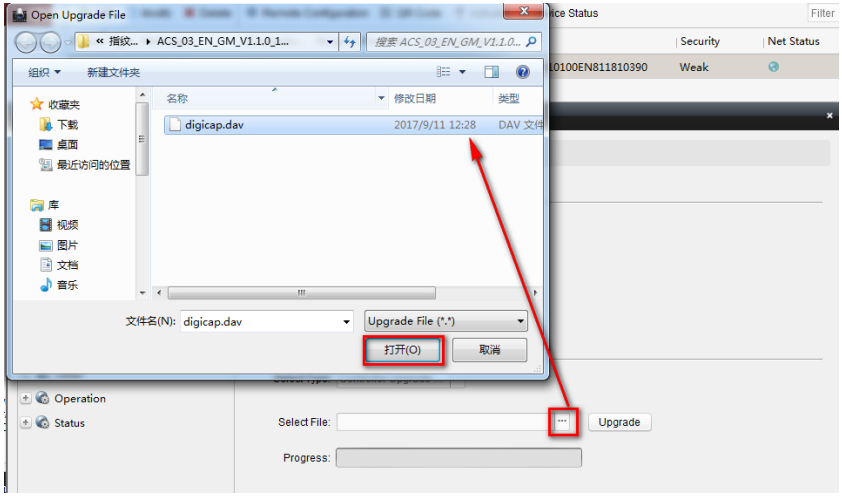 Open Upgrade File
vice Status
Filter
« 指纹... ▸ ACS_03_EN_GM_V1.1.0_1...
搜索 ACS_03_EN_GM_V1.1.0...
Security
Net Status
组织
新建文件夹
10100EN811810390
Weak
收藏夹
下载
桌面
最近访问的位置
库
视频
图片
文档
音乐
名称
修改日期
类型
digicap.dav
2017/9/11 12:28
DAV 文件
文件名(N):
digicap.dav
Upgrade File (*.*)
打开(O)
取消
Operation
Status
Select File:
...
Upgrade
Progress: